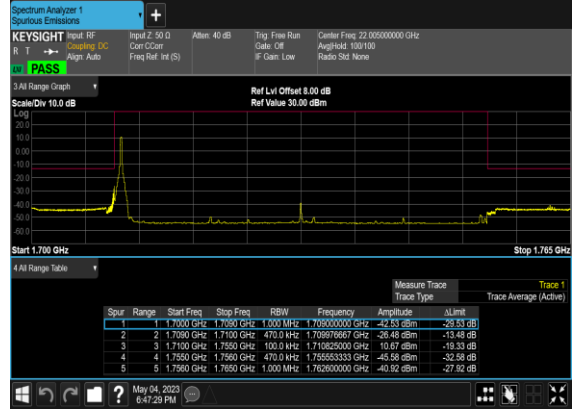 Spectrum Analyzer 1
Spurious Emissions
+
KEYSIGHT Input: RF Input Z: 50 Ω Atten: 40 dB Trig: Free Run Center Freq: 22.005000000 GHz
R T Coupling: DC Corr CCorr Gate: Off Avg|Hold: 100/100
Align: Auto Freq Ref: Int (S) IF Gain: Low Radio Std: None
PASS
3 All Range Graph
Ref Lvl Offset 8.00 dB
Scale/Div 10.0 dB Ref Value 30.00 dBm
Log
20.0
10.0
0.00
-10.0
-20.0
-30.0
-40.0
-50.0
-60.0
Start 1.700 GHz Stop 1.765 GHz
4 All Range Table
Measure Trace Trace 1
Trace Type Trace Average (Active)
Spur Range Start Freq Stop Freq RBW Frequency Amplitude ΔLimit
1 1 1.7000 GHz 1.7090 GHz 1.000 MHz 1.709000000 GHz -42.53 dBm -29.53 dB
2 2 1.7090 GHz 1.7100 GHz 470.0 kHz 1.709976667 GHz -26.48 dBm -13.48 dB
3 3 1.7100 GHz 1.7550 GHz 100.0 kHz 1.710825000 GHz 10.67 dBm -19.33 dB
4 4 1.7550 GHz 1.7560 GHz 470.0 kHz 1.755553333 GHz -45.58 dBm -32.58 dB
5 5 1.7560 GHz 1.7650 GHz 1.000 MHz 1.762600000 GHz -40.92 dBm -27.92 dB
? May 04, 2023
6:47:29 PM